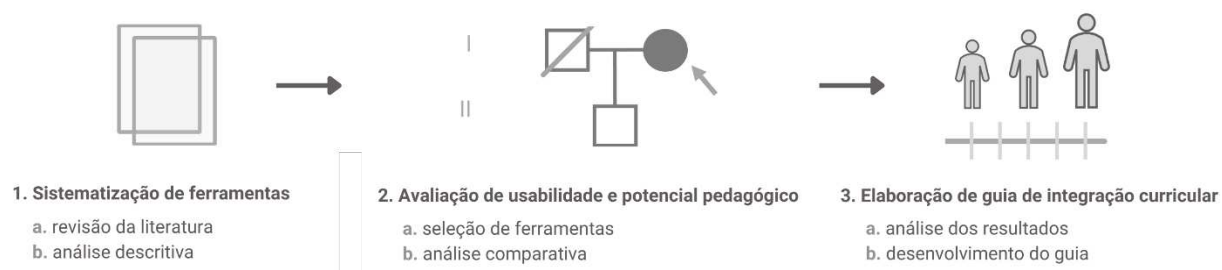 I
II
1. Sistematização de ferramentas
a. revisão da literatura
b. análise descritiva
2. Avaliação de usabilidade e potencial pedagógico
a. seleção de ferramentas
b. análise comparativa
3. Elaboração de guia de integração curricular
a. análise dos resultados
b. desenvolvimento do guia